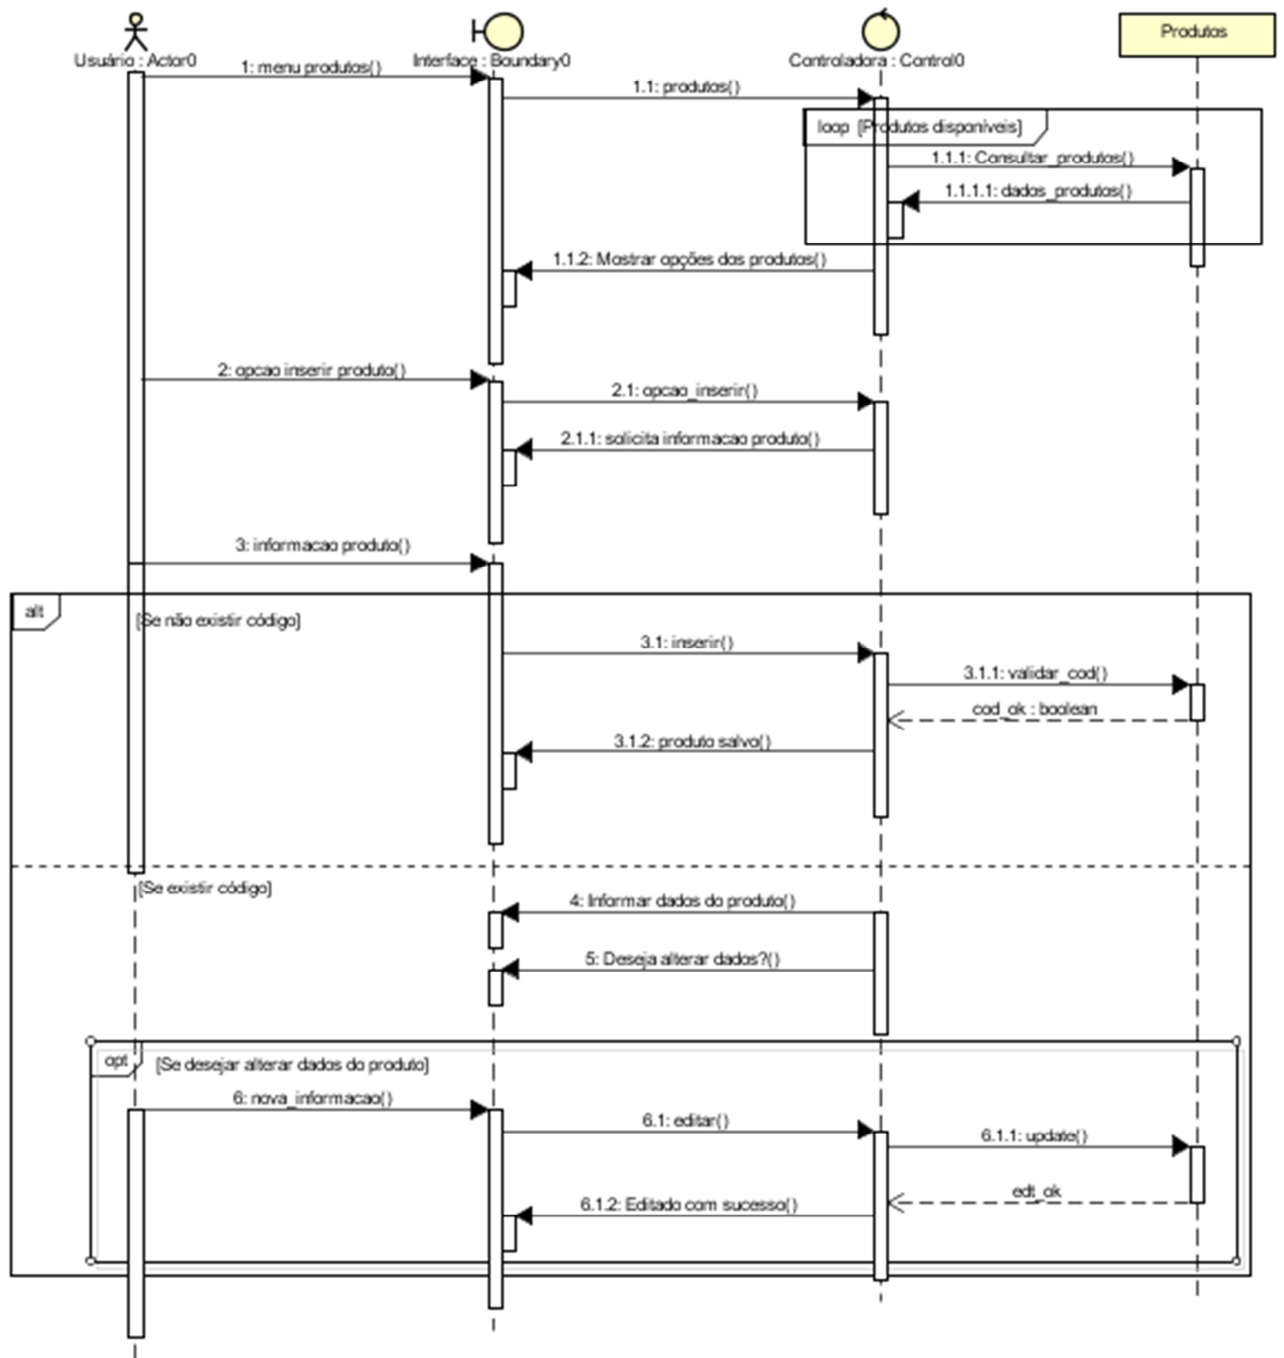 Produtos
Usuário : Actor0
Interface : Boundary0
Controladora : Control0
1: menu produtos()
1.1: produtos()
loop [Produtos disponíveis]
1.1.1: Consultar_produtos()
1.1.1.1: dados_produtos()
1.1.2: Mostrar opções dos produtos()
2: opcao inserir produto()
2.1: opcao_inserir()
2.1.1: solicita informacao produto()
3: informacao produto()
alt
[Se não existir código]
3.1: inserir()
3.1.1: validar_cod()
cod_ok : boolean
3.1.2: produto salvo()
[Se existir código]
4: Informar dados do produto()
5: Deseja alterar dados?()
opt
[Se desejar alterar dados do produto]
6: nova_informacao()
6.1: editar()
6.1.1: update()
edt_ok
6.1.2: Editado com sucesso()